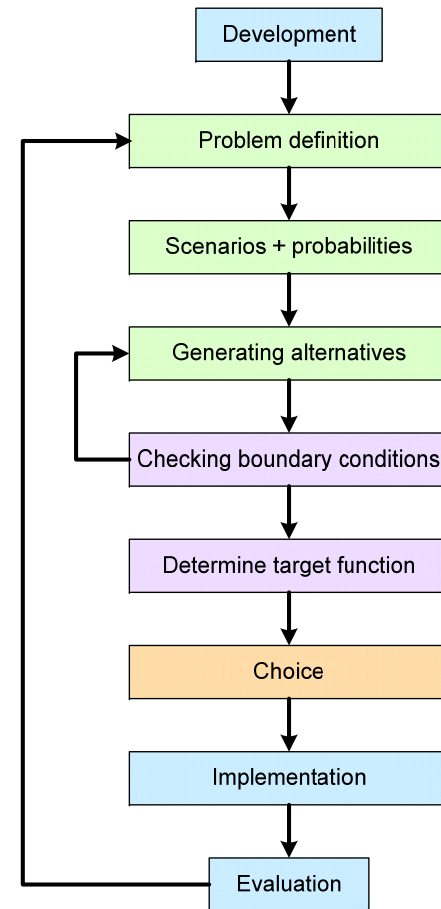 Development
Problem definition
Scenarios + probabilities
Generating alternatives
Checking boundary conditions
Determine target function
Choice
Implementation
Evaluation